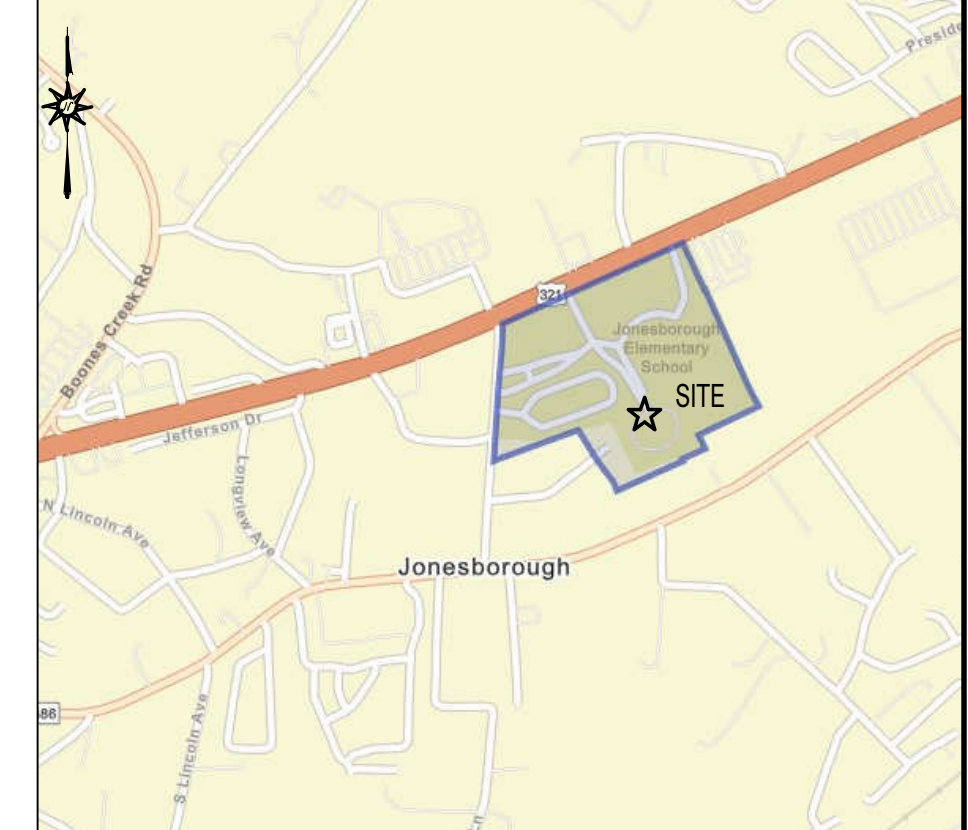 Preside
321
Boones Creek Rd
Jonesborough
Elementary
School
SITE
Jefferson Dr
Longview Ave
N Lincoln Ave
Jonesborough
86
S Lincoln Ave
Ln
N